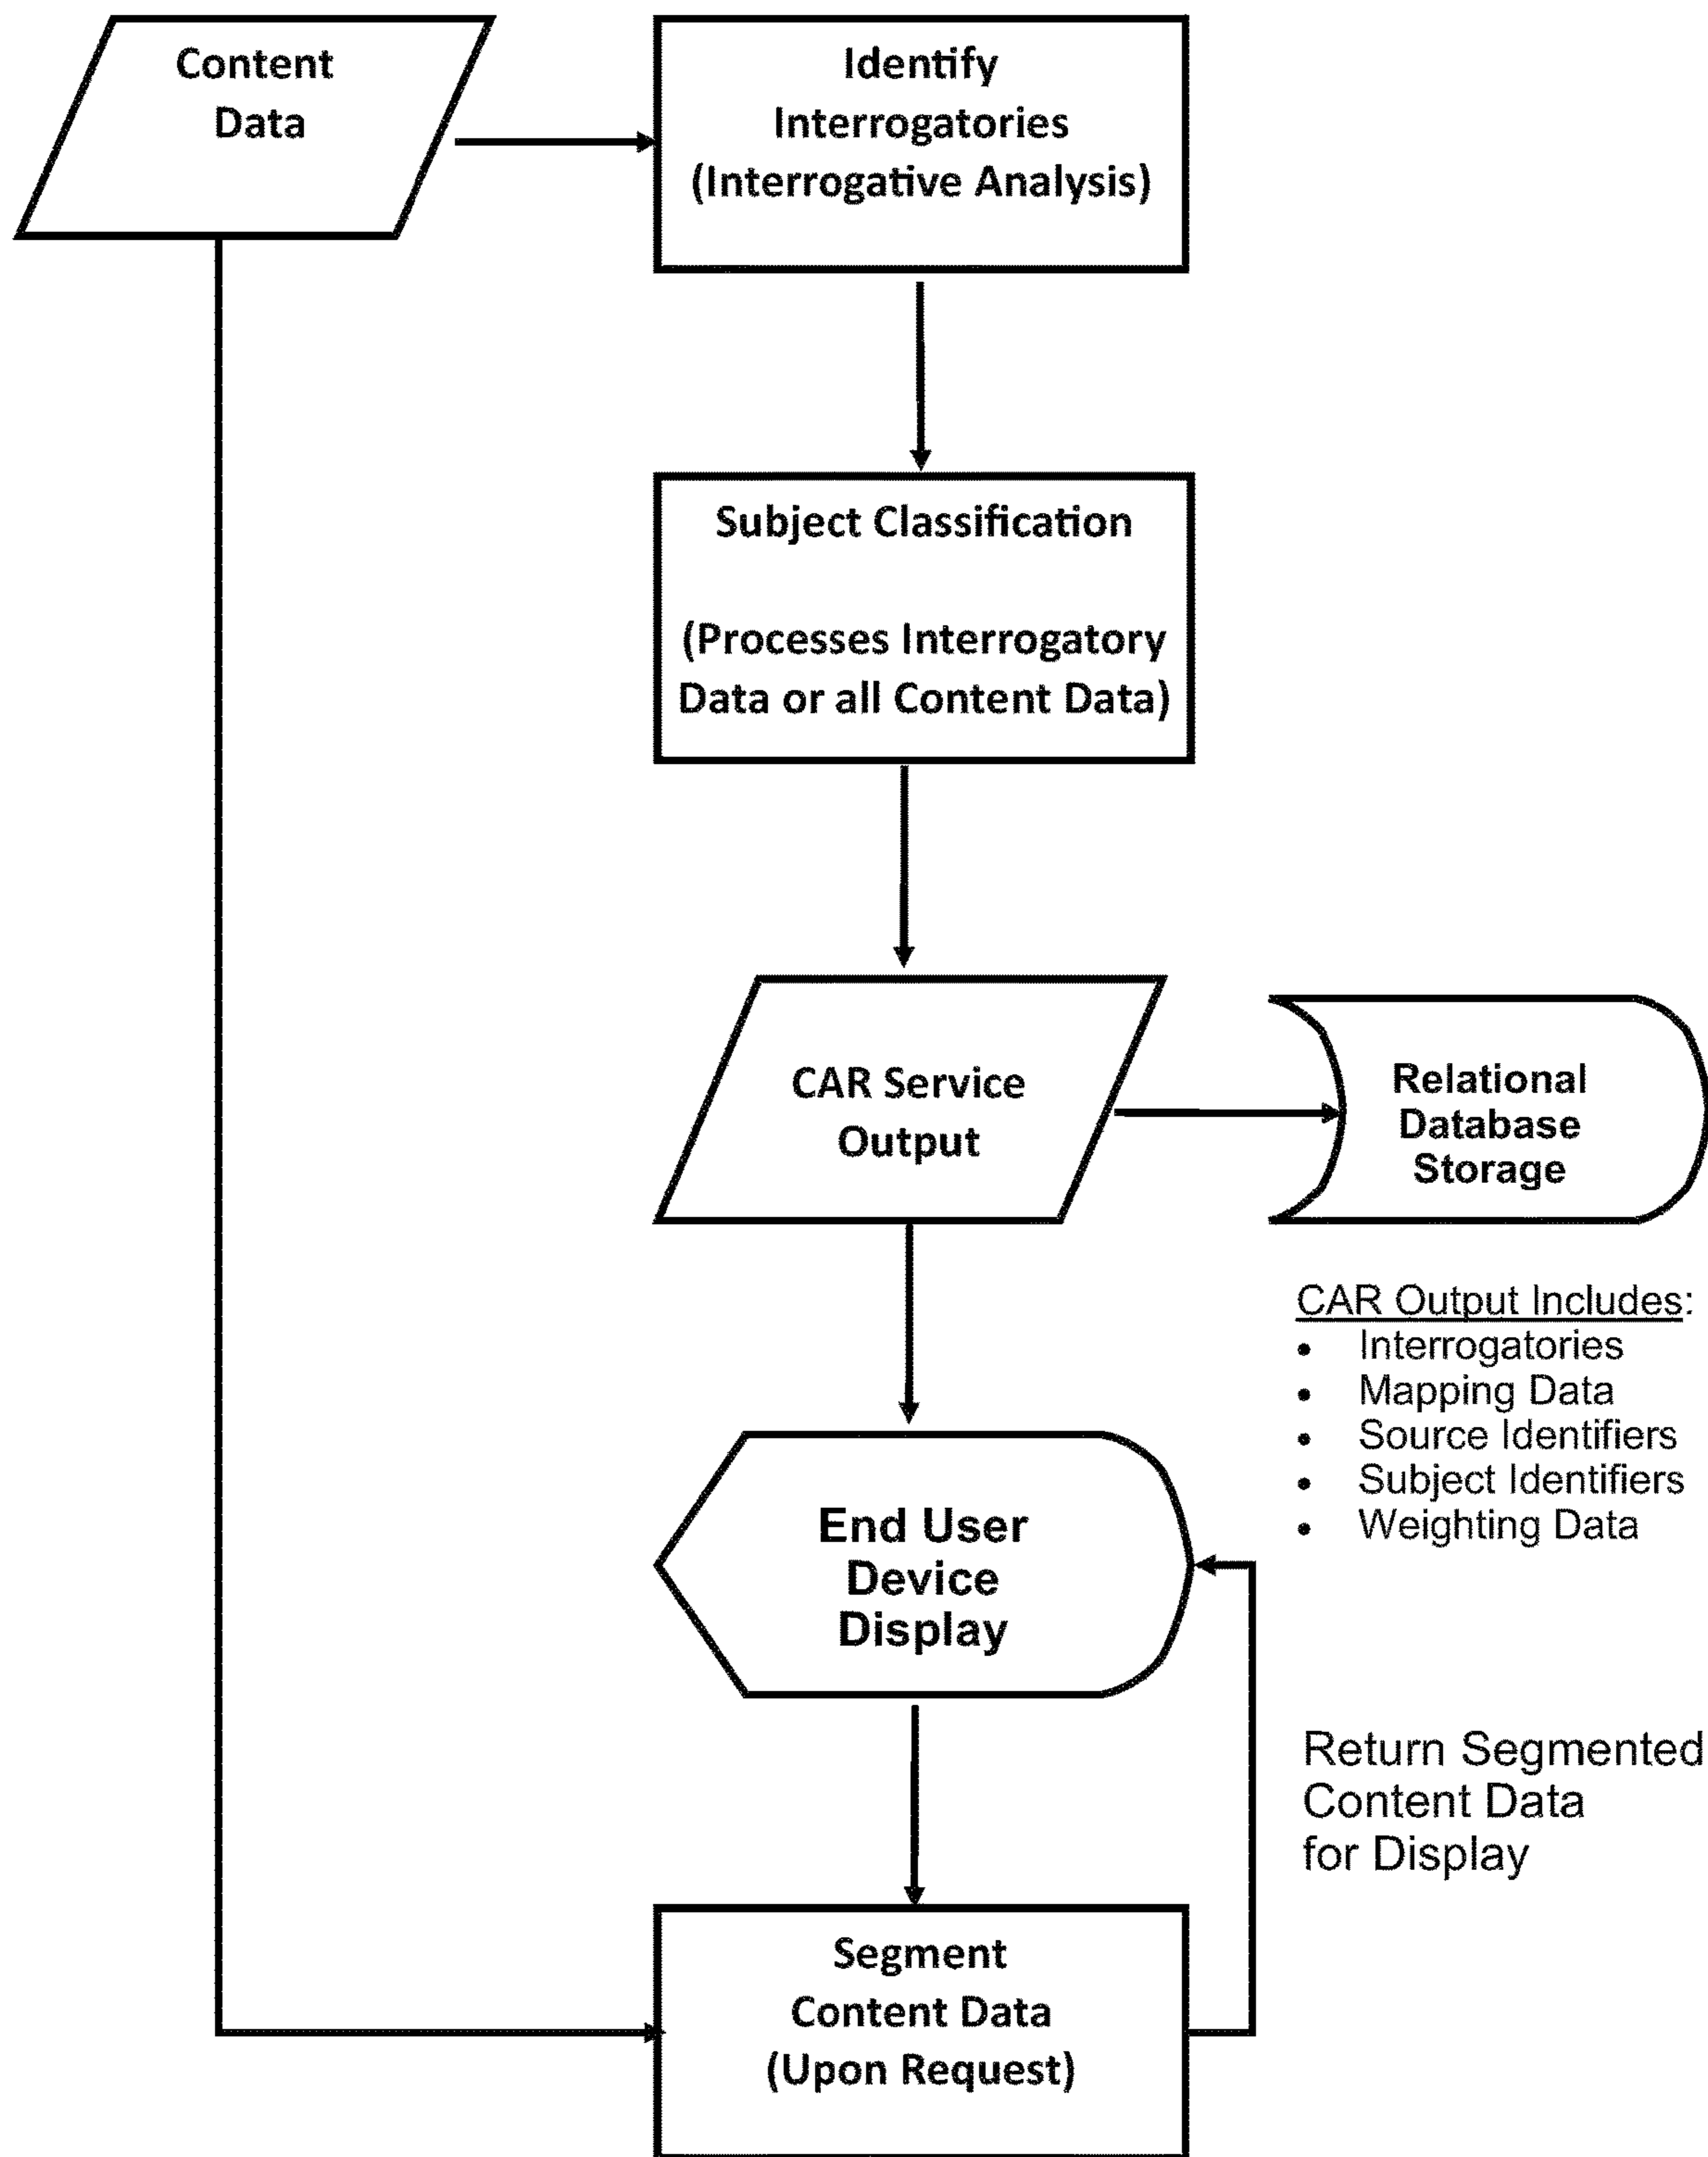 Content
Data
Identify
Interrogatories
(Interrogative Analysis)
Subject Classification
(Processes Interrogatory
Data or all Content Data)
CAR Service
Output
Relational
Database
Storage
CAR Output Includes:
• Interrogatories
• Mapping Data
• Source Identifiers
• Subject Identifiers
• Weighting Data
End User
Device
Display
Return Segmented
Content Data
for Display
Segment
Content Data
(Upon Request)